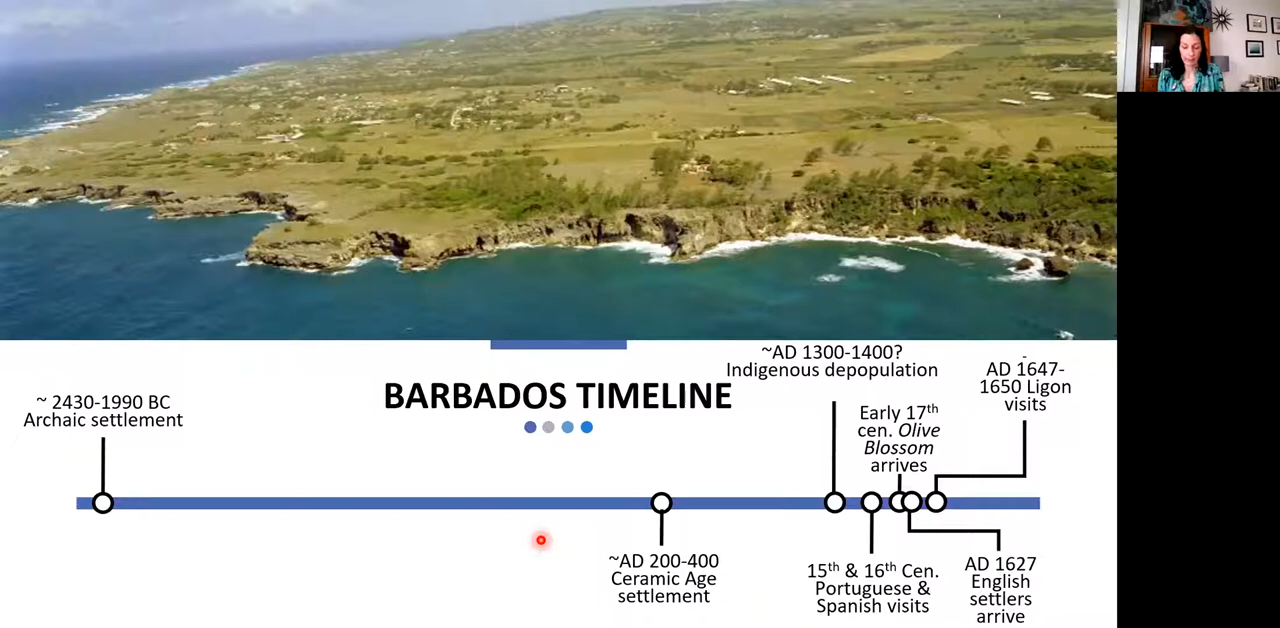 BARBADOS TIMELINE
~ 2430-1990 BC
Archaic settlement
~AD 200-400
Ceramic Age
settlement
~AD 1300-1400?
Indigenous depopulation
15th & 16th Cen.
Portuguese &
Spanish visits
Early 17th
cen. Olive
Blossom
arrives
AD 1627
English
settlers
arrive
-
AD 1647-
1650 Ligon
visits